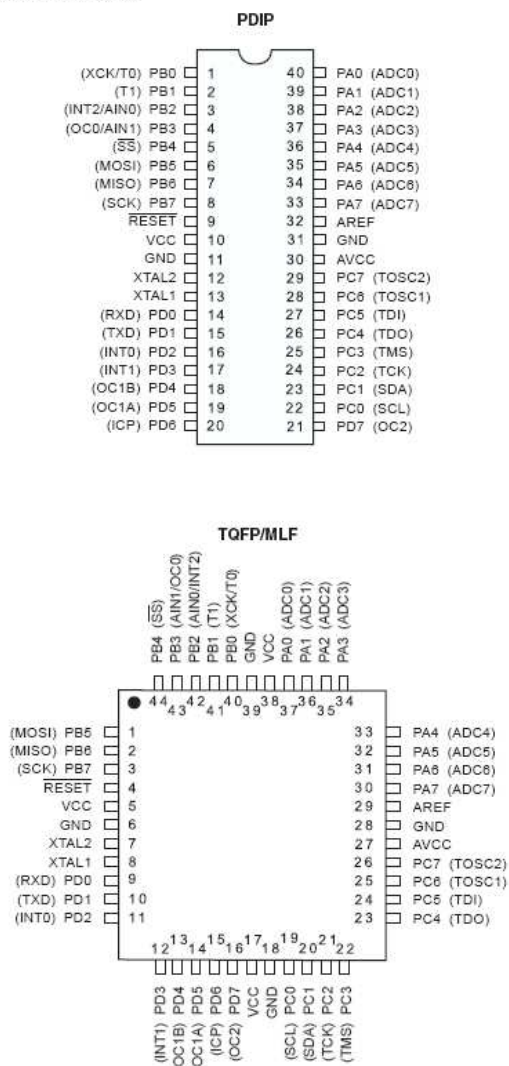 PDIP
(XCK/T0) PB0 1 40 PA0 (ADC0)
(T1) PB1 2 39 PA1 (ADC1)
(INT2/AIN0) PB2 3 38 PA2 (ADC2)
(OC0/AIN1) PB3 4 37 PA3 (ADC3)
(SS) PB4 5 36 PA4 (ADC4)
(MOSI) PB5 6 35 PA5 (ADC5)
(MISO) PB6 7 34 PA6 (ADC6)
(SCK) PB7 8 33 PA7 (ADC7)
RESET 9 32 AREF
VCC 10 31 GND
GND 11 30 AVCC
XTAL2 12 29 PC7 (TOSC2)
XTAL1 13 28 PC6 (TOSC1)
(RXD) PD0 14 27 PC5 (TDI)
(TXD) PD1 15 26 PC4 (TDO)
(INT0) PD2 16 25 PC3 (TMS)
(INT1) PD3 17 24 PC2 (TCK)
(OC1B) PD4 18 23 PC1 (SDA)
(OC1A) PD5 19 22 PC0 (SCL)
(ICP) PD6 20 21 PD7 (OC2)
TQFP/MLF
PB4 (SS)
PB3 (AIN1/OC0)
PB2 (AIN0/INT2)
PB1 (T1)
PB0 (XCK/T0)
GND
VCC
PA0 (ADC0)
PA1 (ADC1)
PA2 (ADC2)
PA3 (ADC3)
44 43 42 41 40 39 38 37 36 35 34
(MOSI) PB5 1 33 PA4 (ADC4)
(MISO) PB6 2 32 PA5 (ADC5)
(SCK) PB7 3 31 PA6 (ADC6)
RESET 4 30 PA7 (ADC7)
VCC 5 29 AREF
GND 6 28 GND
XTAL2 7 27 AVCC
XTAL1 8 26 PC7 (TOSC2)
(RXD) PD0 9 25 PC6 (TOSC1)
(TXD) PD1 10 24 PC5 (TDI)
(INT0) PD2 11 23 PC4 (TDO)
12 13 14 15 16 17 18 19 20 21 22
(INT1) PD3
OC1B) PD4
OC1A) PD5
(ICP) PD6
(OC2) PD7
VCC
GND
(SCL) PC0
(SDA) PC1
(TCK) PC2
(TMS) PC3